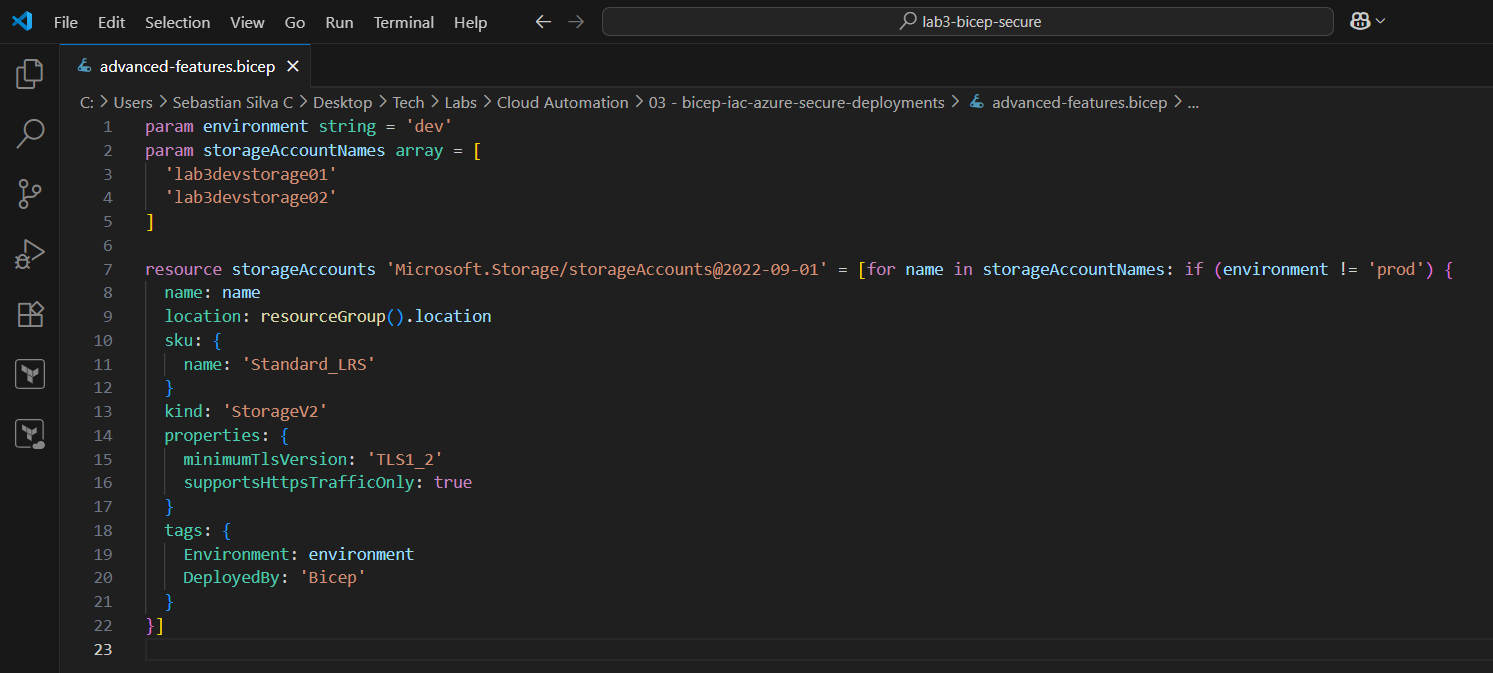 File Edit Selection View Go Run Terminal Help lab3-bicep-secure
advanced-features.bicep
C: > Users > Sebastian Silva C > Desktop > Tech > Labs > Cloud Automation > 03 - bicep-iac-azure-secure-deployments > advanced-features.bicep > ...
1 param environment string = 'dev'
2 param storageAccountNames array = [
3 'lab3devstorage01'
4 'lab3devstorage02'
5 ]
6
7 resource storageAccounts 'Microsoft.Storage/storageAccounts@2022-09-01' = [for name in storageAccountNames: if (environment != 'prod') {
8 name: name
9 location: resourceGroup().location
10 sku: {
11 name: 'Standard_LRS'
12 }
13 kind: 'StorageV2'
14 properties: {
15 minimumTlsVersion: 'TLS1_2'
16 supportsHttpsTrafficOnly: true
17 }
18 tags: {
19 Environment: environment
20 DeployedBy: 'Bicep'
21 }
22 }]
23